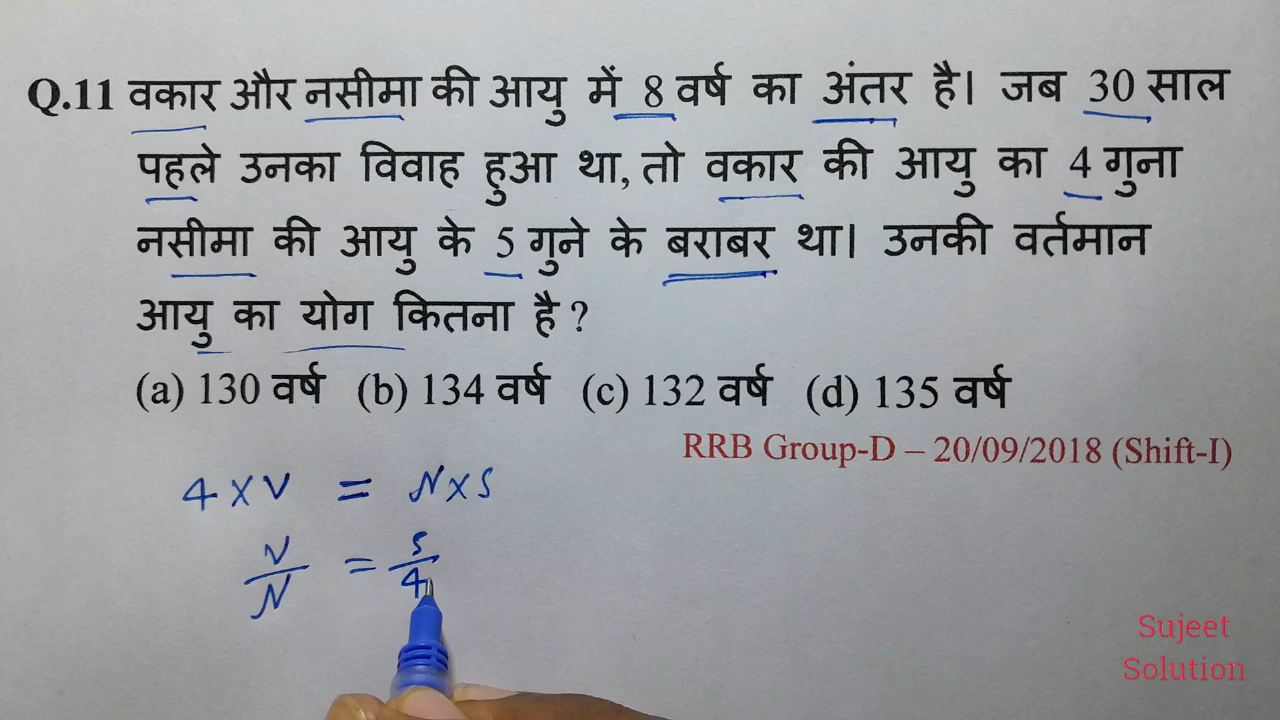 Q.11 वकार और नसीमा की आयु में 8 वर्ष का अंतर है। जब 30 साल
पहले उनका विवाह हुआ था, तो वकार की आयु का 4 गुना
नसीमा की आयु के 5 गुने के बराबर था। उनकी वर्तमान
आयु का योग कितना है ?
(a) 130 वर्ष (b) 134 वर्ष (c) 132 वर्ष (d) 135 वर्ष
RRB Group-D – 20/09/2018 (Shift-I)
4 × V = N × 5
V/N = 5/4
Sujeet
Solution